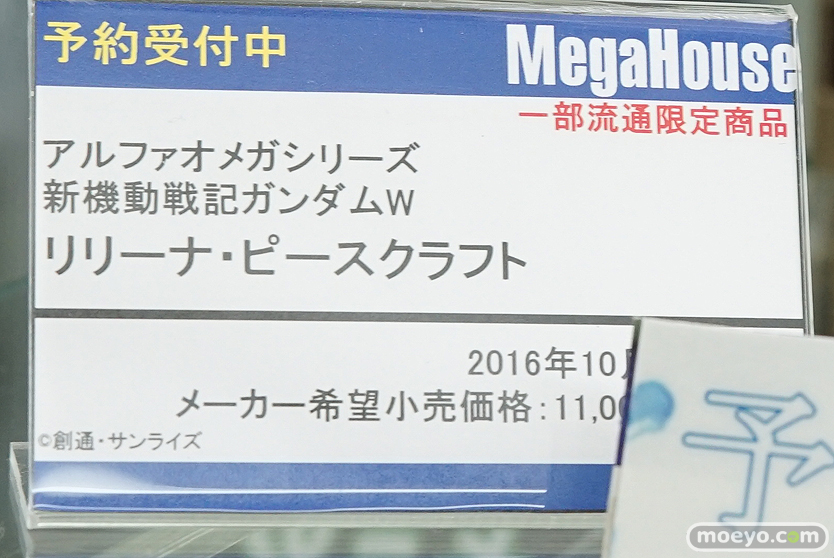 予約受付中
MegaHouse
一部流通限定商品
アルファオメガシリーズ
新機動戦記ガンダムW
リリーナ・ピースクラフト
2016年10月
メーカー希望小売価格:11,00
©創通・サンライズ
予
moeyo.com